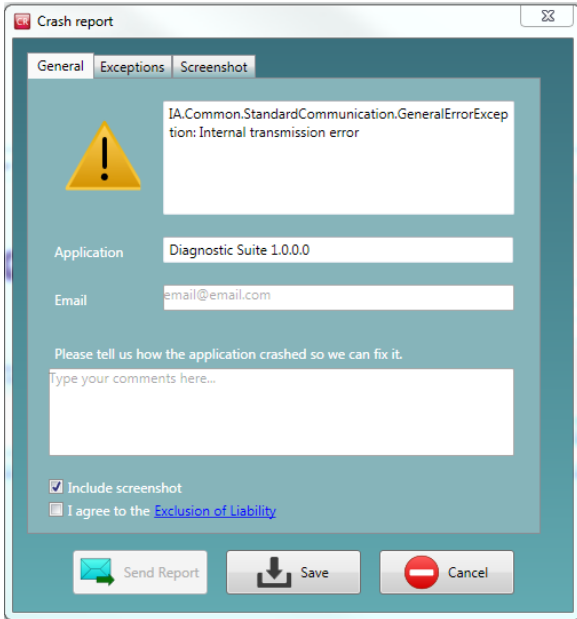 CR Crash report
General Exceptions Screenshot
IA.Common.StandardCommunication.GeneralErrorExcep
tion: Internal transmission error
Application Diagnostic Suite 1.0.0.0
Email email@email.com
Please tell us how the application crashed so we can fix it.
Type your comments here...
Include screenshot
I agree to the Exclusion of Liability
Send Report Save Cancel